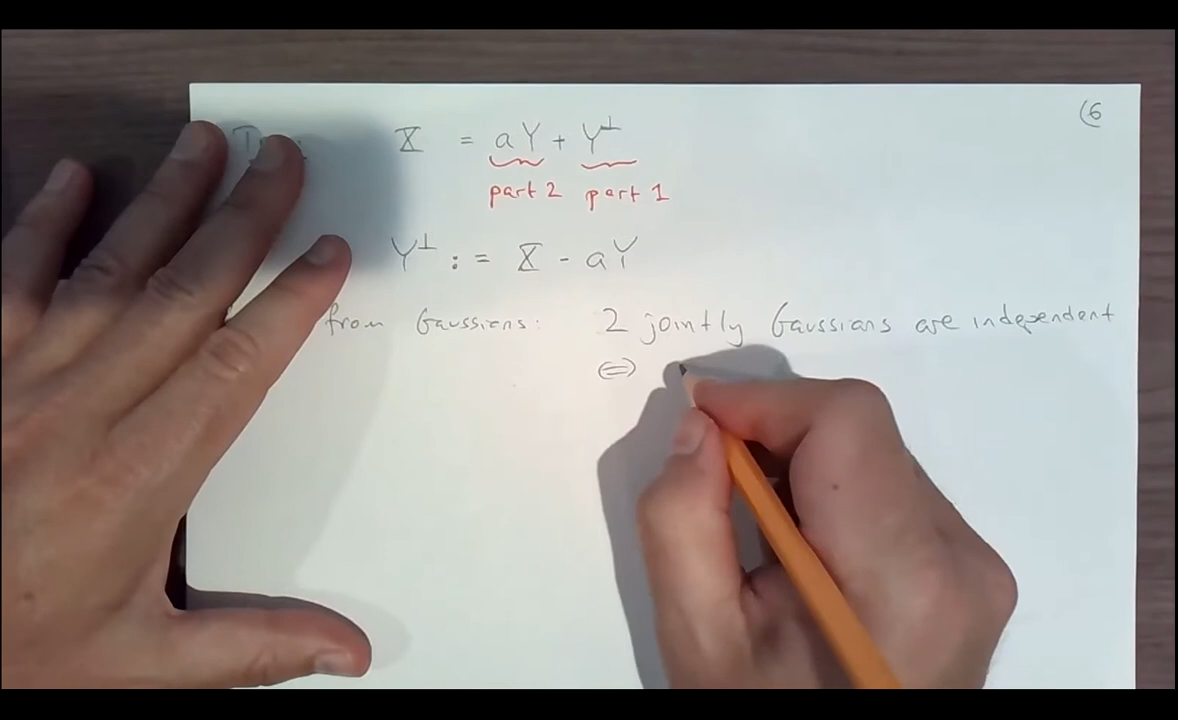 (6
X = aY + Y⊥
part 2 part 1
Y⊥ := X - aY
from Gaussians: 2 jointly Gaussians are independent
⇔